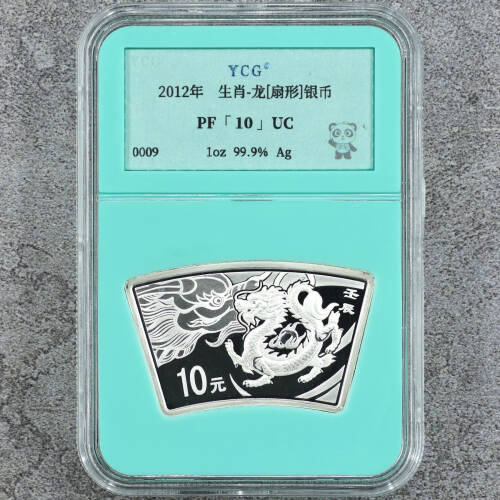 YCG®
2012年 生肖-龙[扇形]银币
PF「10」UC
0009 1oz 99.9% Ag
壬辰
10元